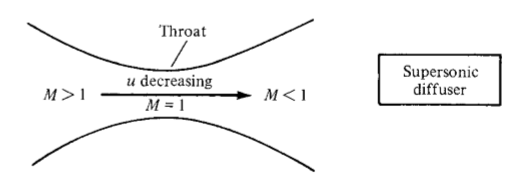 Throat
u decreasing
M > 1
M < 1
M = 1
Supersonic
diffuser